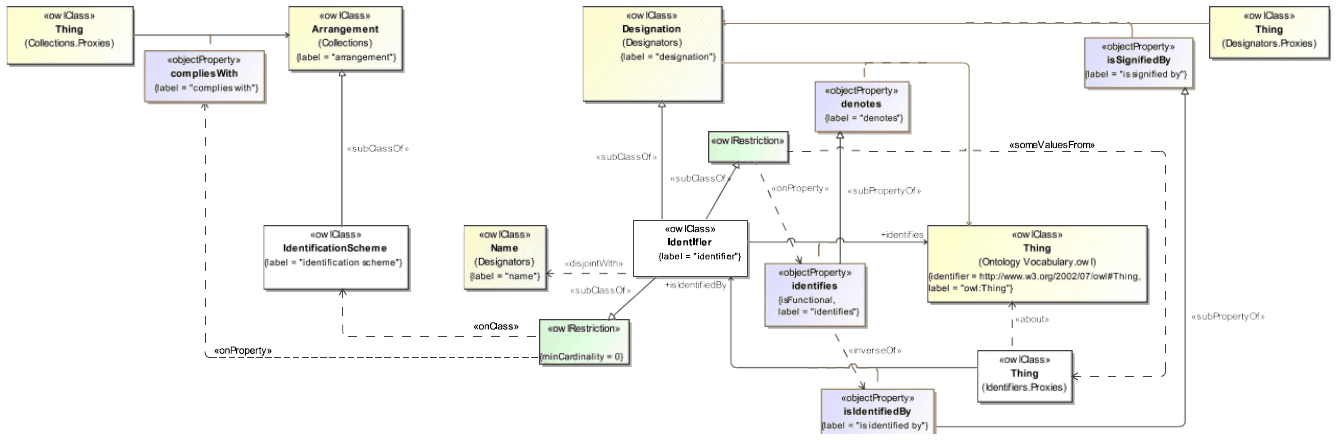 «owlClass»
Thing
(Collections.Proxies)
«owlClass»
Arrangement
(Collections)
{label = "arrangement"}
«owlClass»
Designation
(Designators)
{label = "designation"}
«owlClass»
Thing
(Designators.Proxies)
«objectProperty»
compliesWith
{label = "complies with"}
«objectProperty»
isSignifiedBy
{label = "is signified by"}
«objectProperty»
denotes
{label = "denotes"}
«owlRestriction»
«someValuesFrom»
«subClassOf»
«subClassOf»
«subClassOf»
«onProperty»
«subPropertyOf»
«owlClass»
IdentificationScheme
{label = "identification scheme"}
«owlClass»
Name
(Designators)
{label = "name"}
«owlClass»
Identifier
{label = "identifier"}
+identifies
«owlClass»
Thing
(Ontology Vocabulary.owl)
{identifier = http://www.w3.org/2002/07/owl#Thing,
label = "owl:Thing"}
«disjointWith»
«objectProperty»
identifies
{isFunctional,
label = "identifies"}
«subClassOf»
+isIdentifiedBy
«owlRestriction»
{minCardinality = 0}
«onClass»
«onProperty»
«about»
«subPropertyOf»
«inverseOf»
«owlClass»
Thing
(Identifiers.Proxies)
«objectProperty»
isIdentifiedBy
{label = "is identified by"}